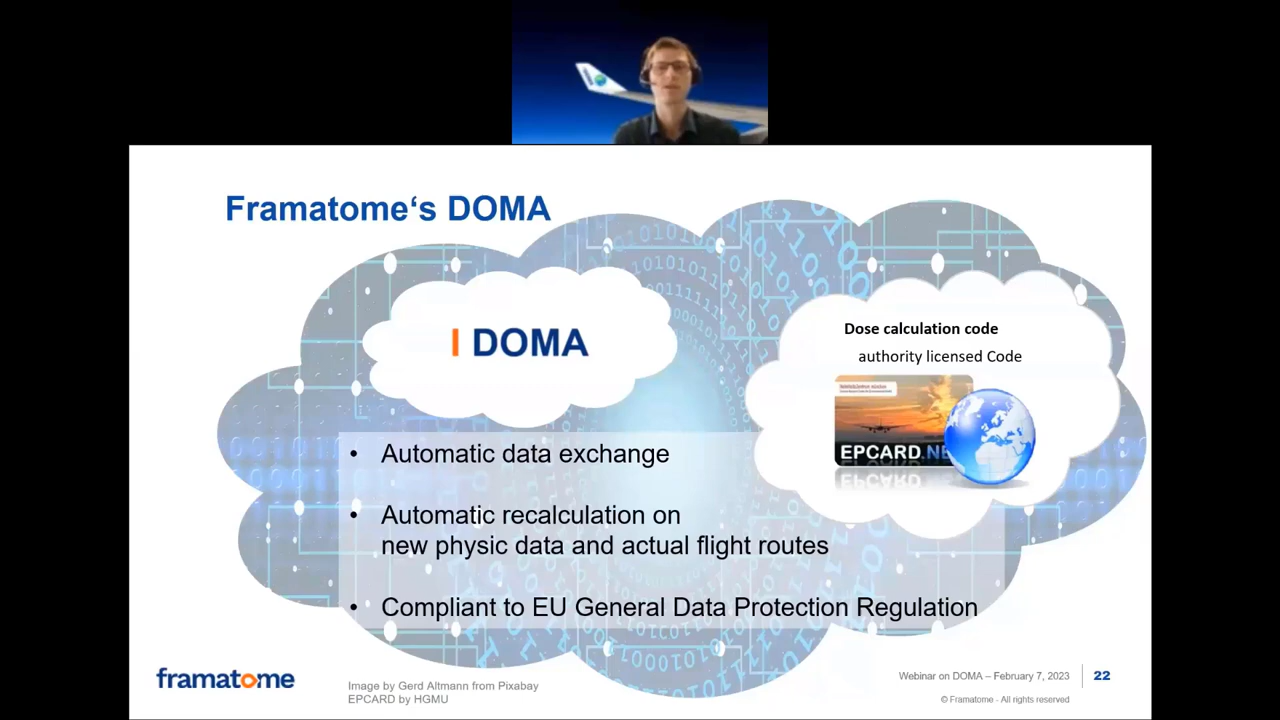 Framatome‘s DOMA
I DOMA
Dose calculation code
authority licensed Code
EPCARD.NE
• Automatic data exchange
• Automatic recalculation on
new physic data and actual flight routes
• Compliant to EU General Data Protection Regulation
framatome
Image by Gerd Altmann from Pixabay
EPCARD by HGMU
Webinar on DOMA – February 7, 2023
22
© Framatome - All rights reserved